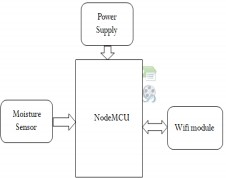 Power
Supply
Moisture
Sensor
NodeMCU
Wifi module